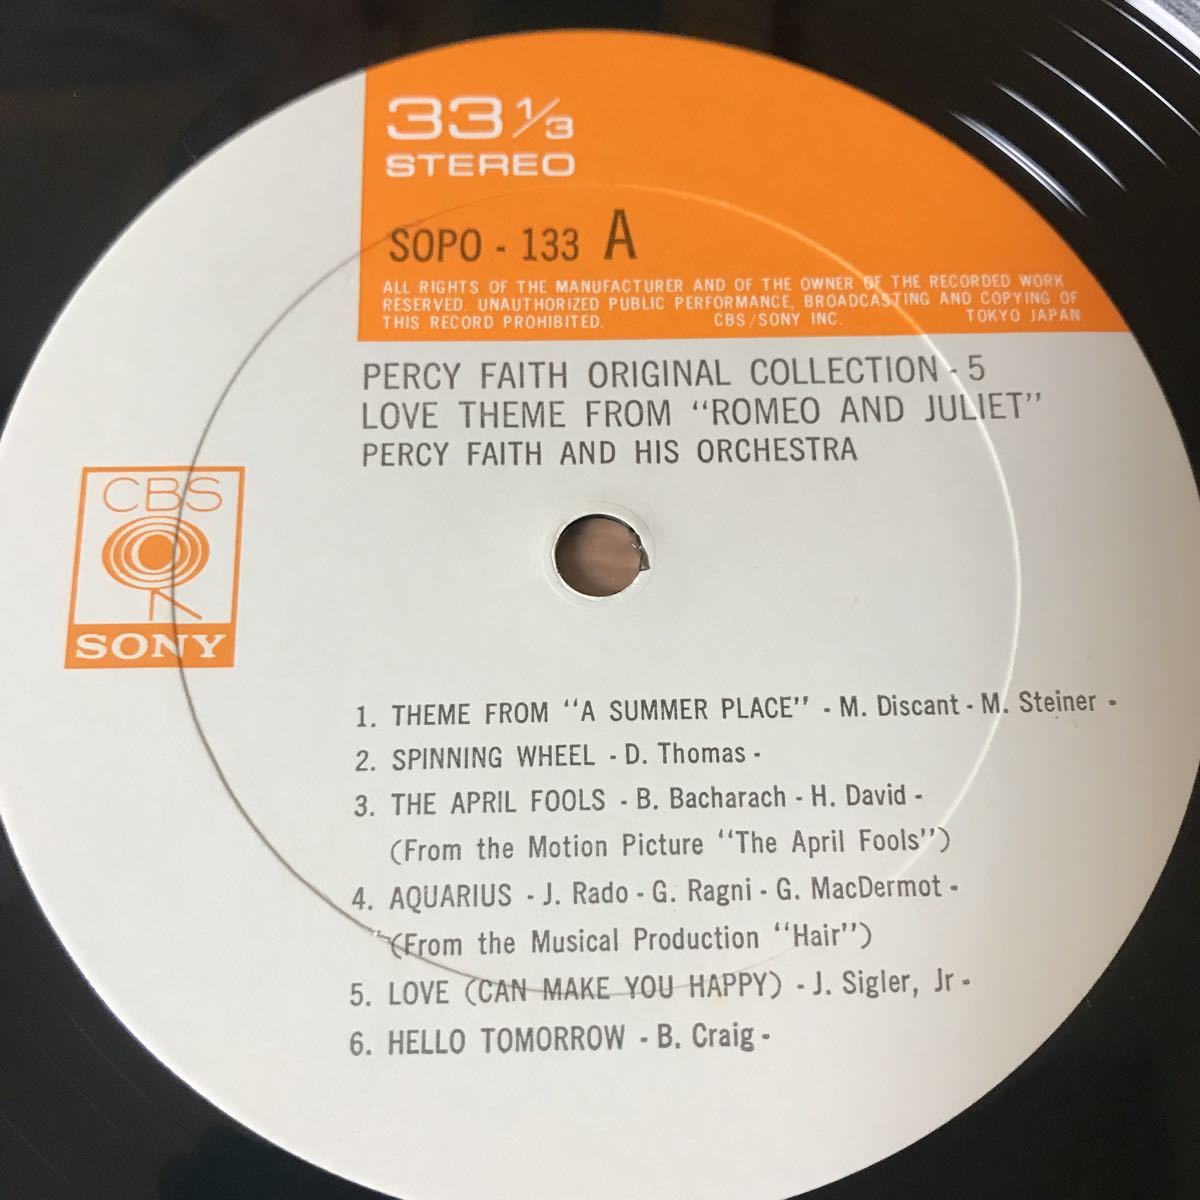 33 1/3
STEREO
SOPO - 133 A
ALL RIGHTS OF THE MANUFACTURER AND OF THE OWNER OF THE RECORDED WORK
RESERVED. UNAUTHORIZED PUBLIC PERFORMANCE, BROADCASTING AND COPYING OF
THIS RECORD PROHIBITED. CBS/SONY INC. TOKYO JAPAN.
PERCY FAITH ORIGINAL COLLECTION - 5
LOVE THEME FROM "ROMEO AND JULIET"
PERCY FAITH AND HIS ORCHESTRA
CBS
SONY
1. THEME FROM "A SUMMER PLACE" - M. Discant - M. Steiner -
2. SPINNING WHEEL - D. Thomas -
3. THE APRIL FOOLS - B. Bacharach - H. David -
(From the Motion Picture "The April Fools")
4. AQUARIUS - J. Rado - G. Ragni - G. MacDermot -
(From the Musical Production "Hair")
5. LOVE (CAN MAKE YOU HAPPY) - J. Sigler, Jr -
6. HELLO TOMORROW - B. Craig -